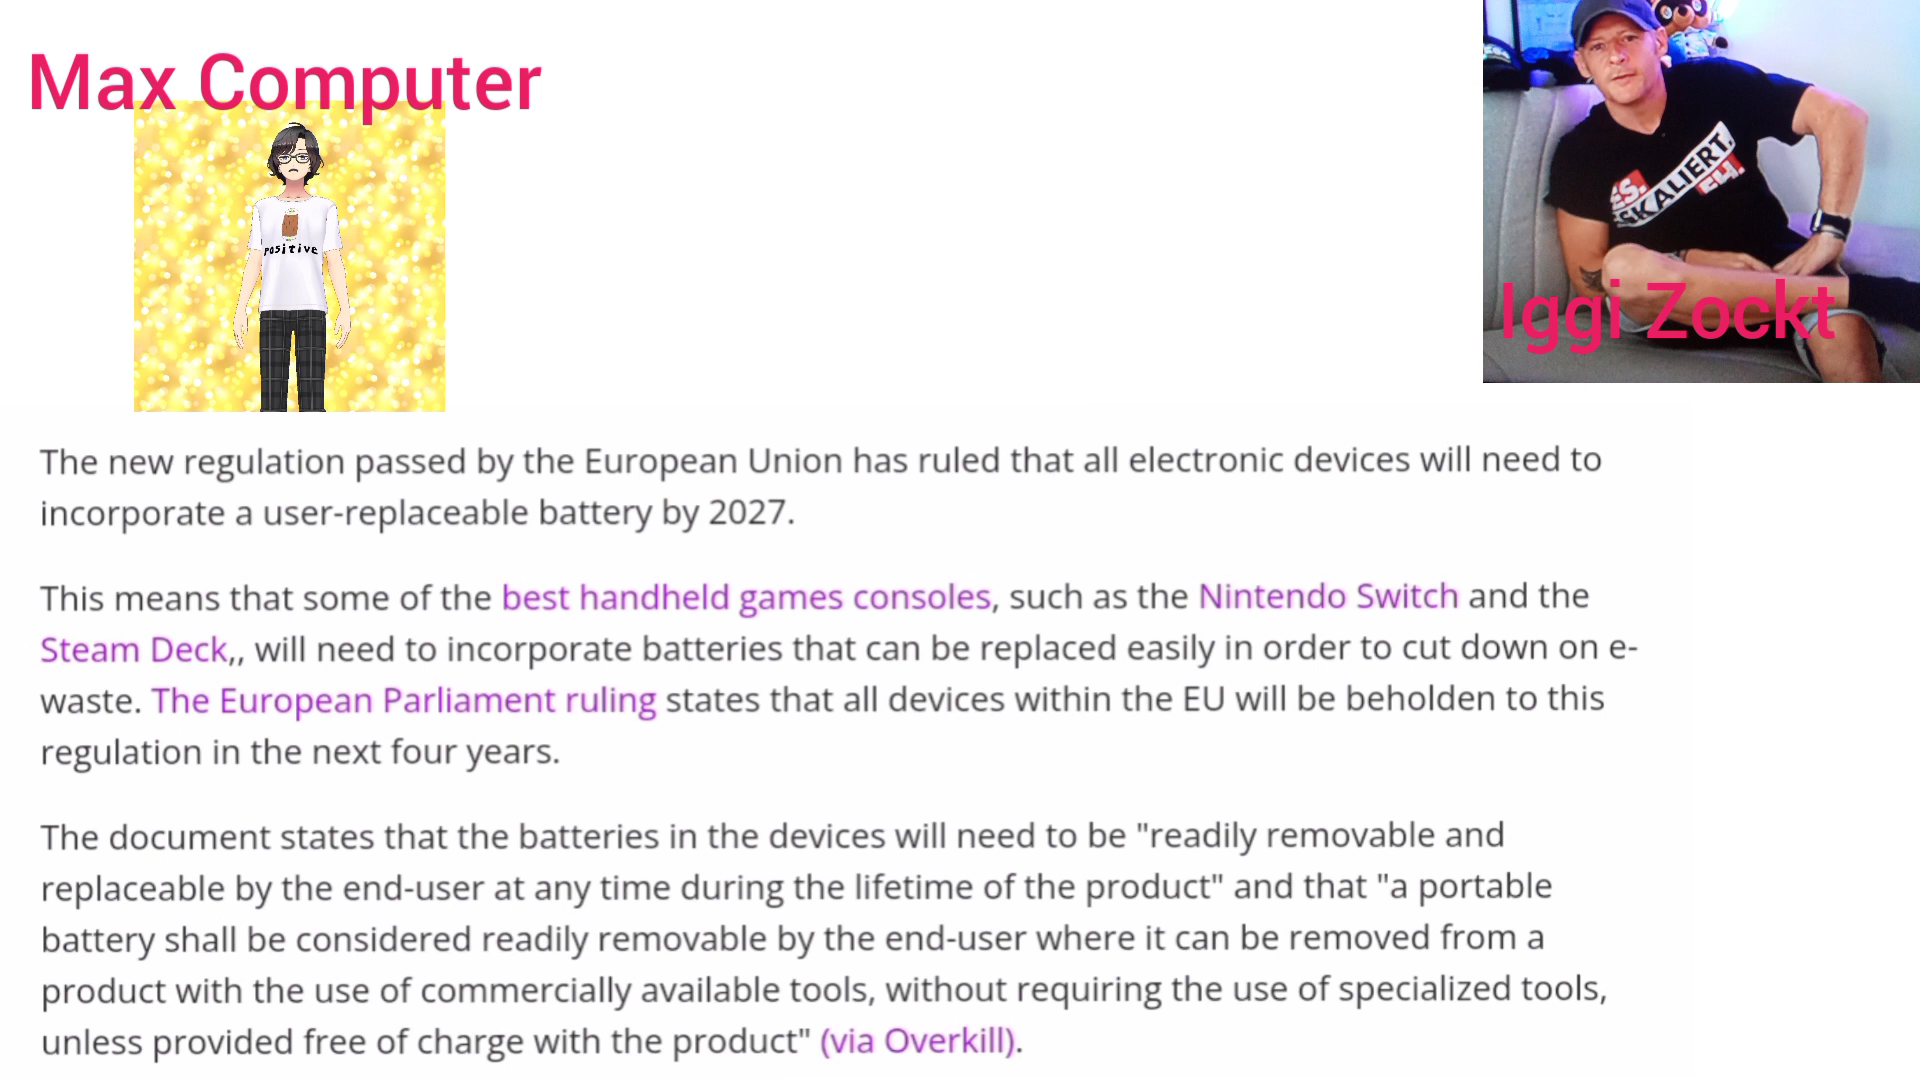 Max Computer
positive
ES.
ESKALIERT.
EH.
Iggi Zockt
The new regulation passed by the European Union has ruled that all electronic devices will need to
incorporate a user-replaceable battery by 2027.
This means that some of the best handheld games consoles, such as the Nintendo Switch and the
Steam Deck,, will need to incorporate batteries that can be replaced easily in order to cut down on e-
waste. The European Parliament ruling states that all devices within the EU will be beholden to this
regulation in the next four years.
The document states that the batteries in the devices will need to be "readily removable and
replaceable by the end-user at any time during the lifetime of the product" and that "a portable
battery shall be considered readily removable by the end-user where it can be removed from a
product with the use of commercially available tools, without requiring the use of specialized tools,
unless provided free of charge with the product" (via Overkill).